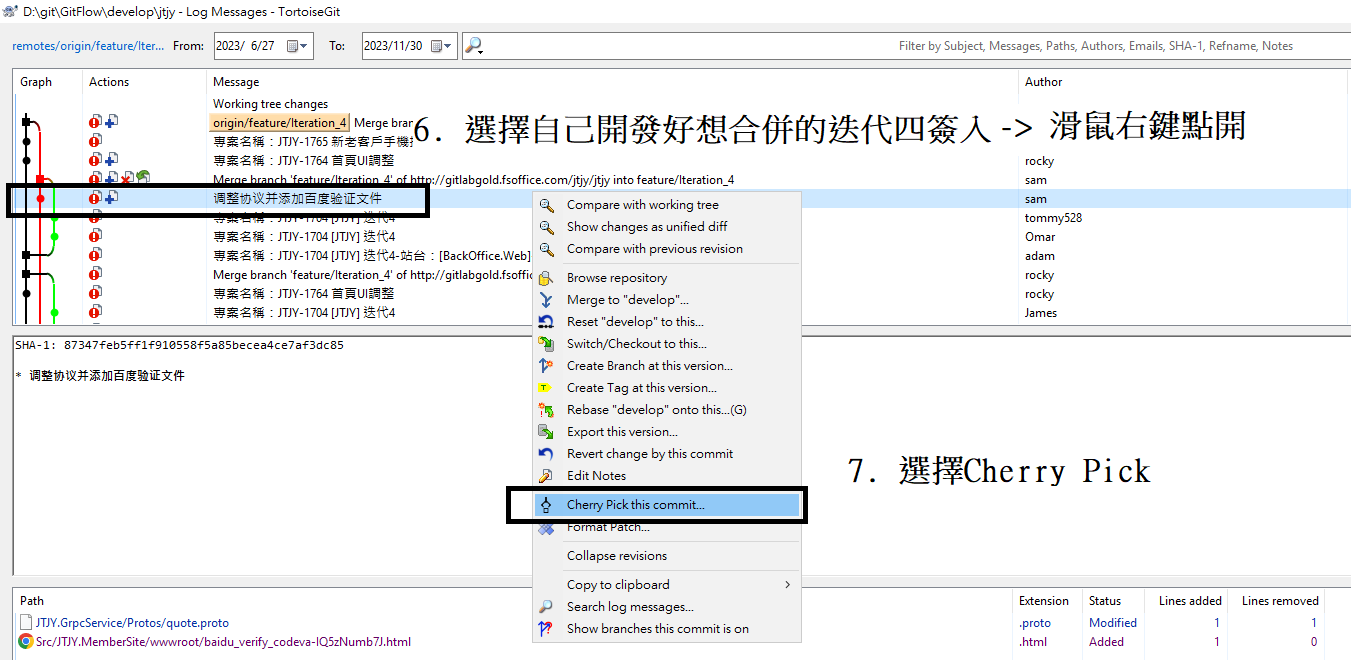 D:\git\GitFlow\develop\jtjy - Log Messages - TortoiseGit
remotes/origin/feature/Iter... From: 2023/ 6/27 To: 2023/11/30 Filter by Subject, Messages, Paths, Authors, Emails, SHA-1, Refname, Notes
Graph Actions Message Author
Working tree changes
origin/feature/Iteration_4 Merge bran
6. 選擇自己開發好想合併的迭代四簽入 -> 滑鼠右鍵點開
專案名稱：JTJY-1765 新老客戶手機
專案名稱：JTJY-1764 首頁UI調整 rocky
Merge branch 'feature/Iteration_4' of http://gitlabgold.fsoffice.com/jtjy/jtjy into feature/Iteration_4 sam
调整协议并添加百度验证文件 sam
專案名稱：JTJY-1704 [JTJY] 迭代4 tommy528
專案名稱：JTJY-1704 [JTJY] 迭代4 Omar
專案名稱：JTJY-1704 [JTJY] 迭代4-站台：[BackOffice.Web] adam
Merge branch 'feature/Iteration_4' of http://gitlabgold.fsoffic rocky
專案名稱：JTJY-1764 首頁UI調整 rocky
專案名稱：JTJY-1704 [JTJY] 迭代4 James
SHA-1: 87347feb5ff1f910558f5a85becea4ce7af3dc85
* 调整协议并添加百度验证文件
Compare with working tree
Show changes as unified diff
Compare with previous revision
Browse repository
Merge to "develop"...
Reset "develop" to this...
Switch/Checkout to this...
Create Branch at this version...
Create Tag at this version...
Rebase "develop" onto this...(G)
Export this version...
Revert change by this commit
Edit Notes
Cherry Pick this commit...
Format Patch...
Collapse revisions
Copy to clipboard
Search log messages...
Show branches this commit is on
7. 選擇Cherry Pick
Path Extension Status Lines added Lines removed
JTJY.GrpcService/Protos/quote.proto .proto Modified 1 1
Src/JTJY.MemberSite/wwwroot/baidu_verify_codeva-IQ5zNumb7J.html .html Added 1 0